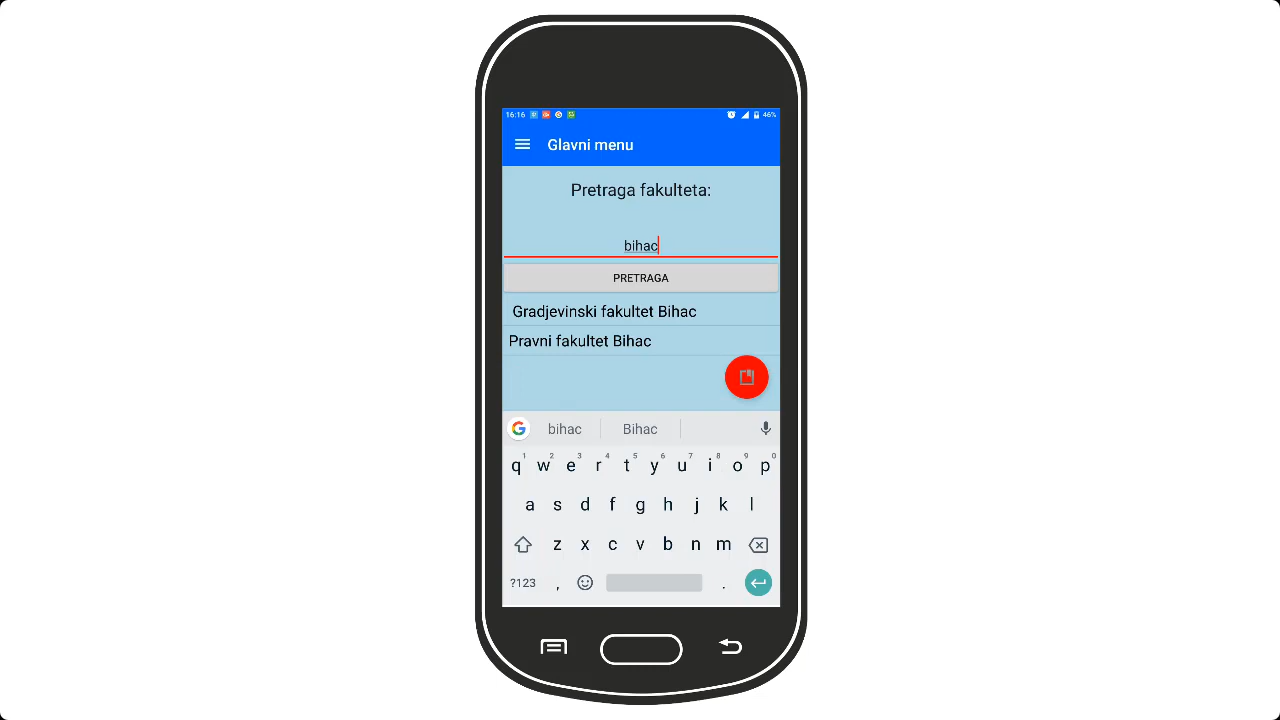 16:16 46%
Glavni menu
Pretraga fakulteta:
bihac
PRETRAGA
Gradjevinski fakultet Bihac
Pravni fakultet Bihac
G bihac Bihac
1 2 3 4 5 6 7 8 9 0
q w e r t y u i o p
a s d f g h j k l
z x c v b n m
?123 , .